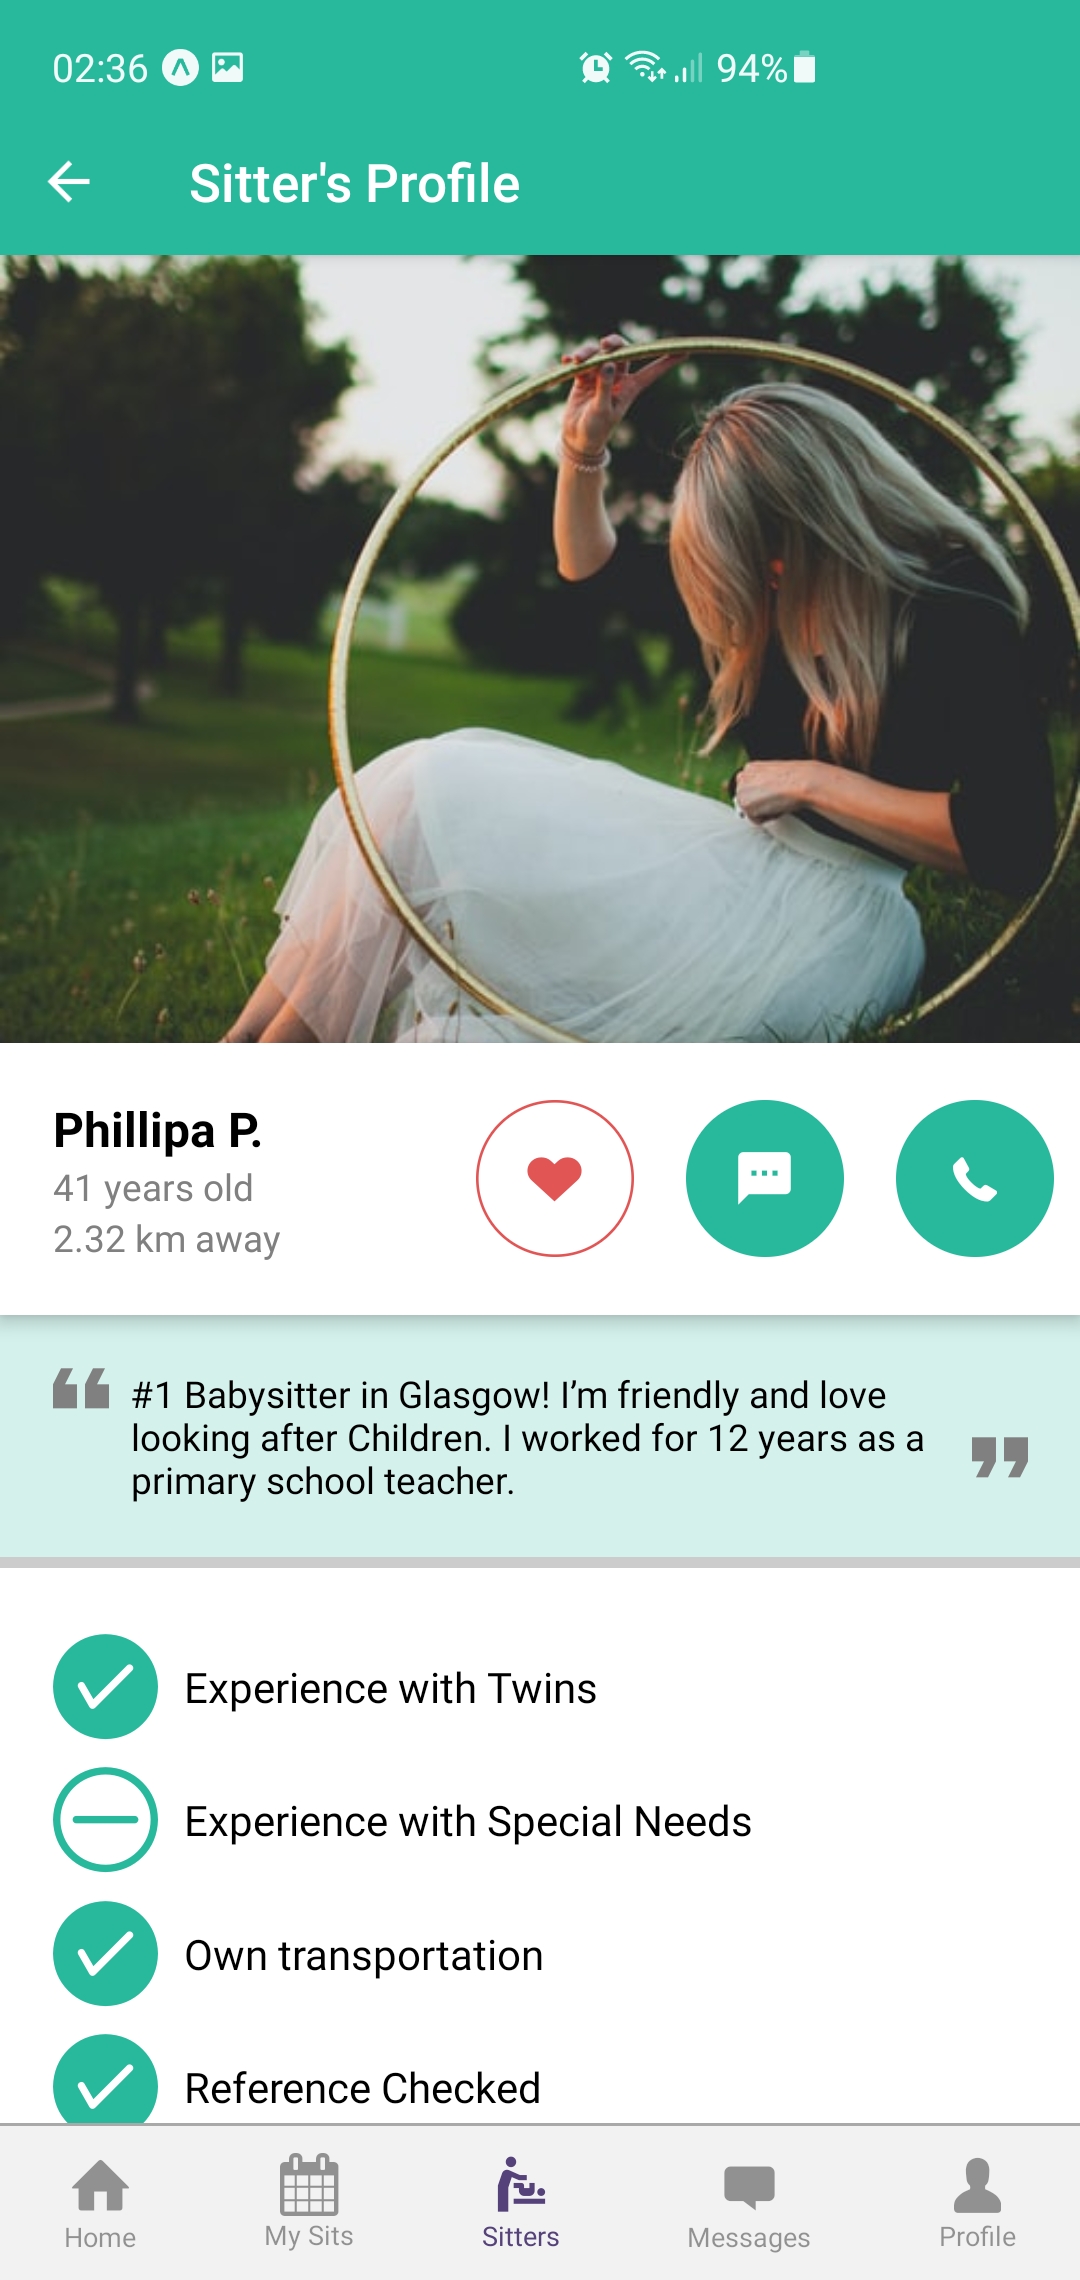 02:36 94%
Sitter's Profile
Phillipa P.
41 years old
2.32 km away
#1 Babysitter in Glasgow! I’m friendly and love
looking after Children. I worked for 12 years as a
primary school teacher.
Experience with Twins
Experience with Special Needs
Own transportation
Reference Checked
Home My Sits Sitters Messages Profile